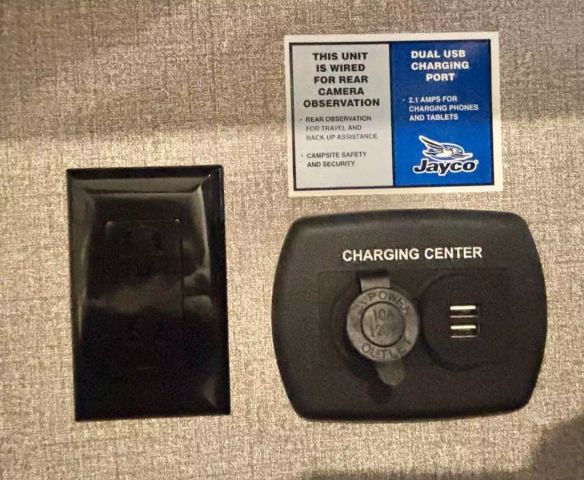 THIS UNIT
IS WIRED
FOR REAR
CAMERA
OBSERVATION
· REAR OBSERVATION
FOR TRAVEL AND
BACK UP ASSISTANCE
· CAMPSITE SAFETY
AND SECURITY
DUAL USB
CHARGING
PORT
· 2.1 AMPS FOR
CHARGING PHONES
AND TABLETS
Jayco
CHARGING CENTER
POWER
10A
OUTLET